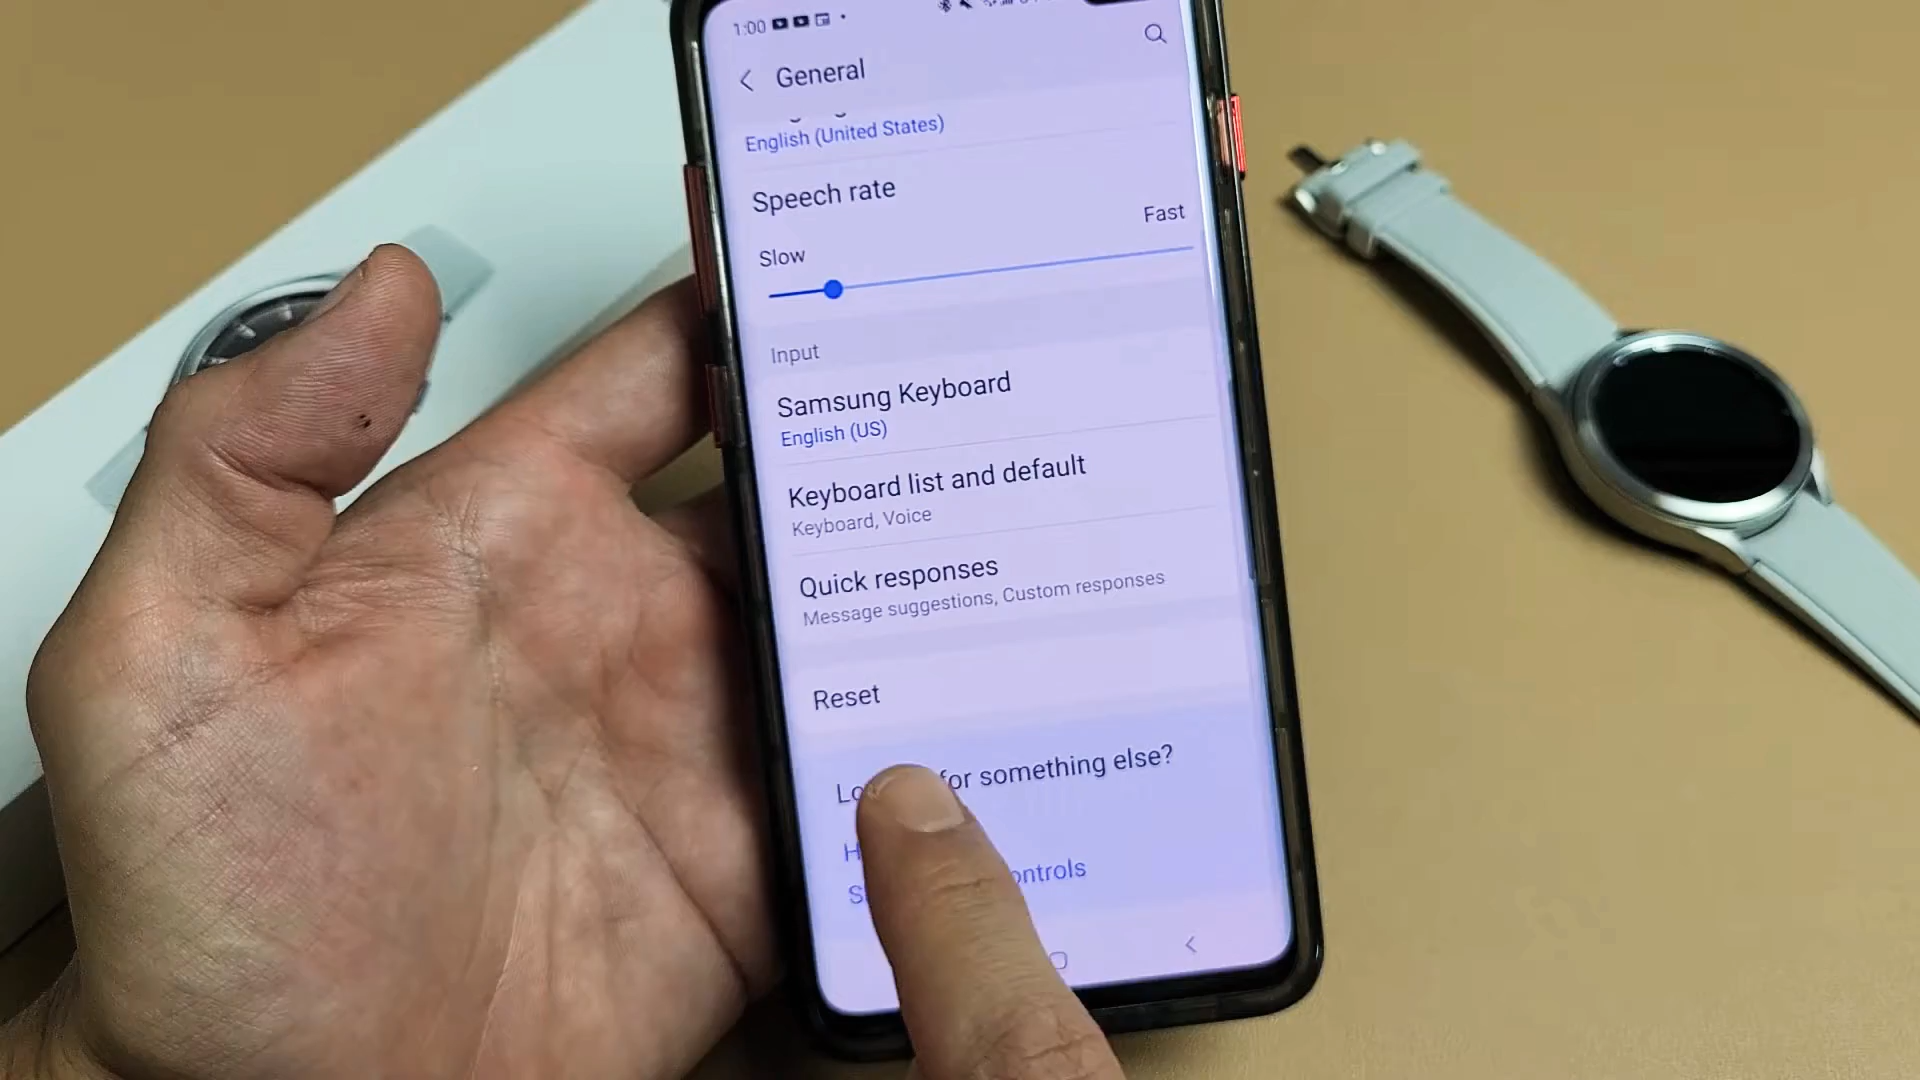 1:00
General
English (United States)
Speech rate
Fast
Slow
Input
Samsung Keyboard
English (US)
Keyboard list and default
Keyboard, Voice
Quick responses
Message suggestions, Custom responses
Reset
for something else?